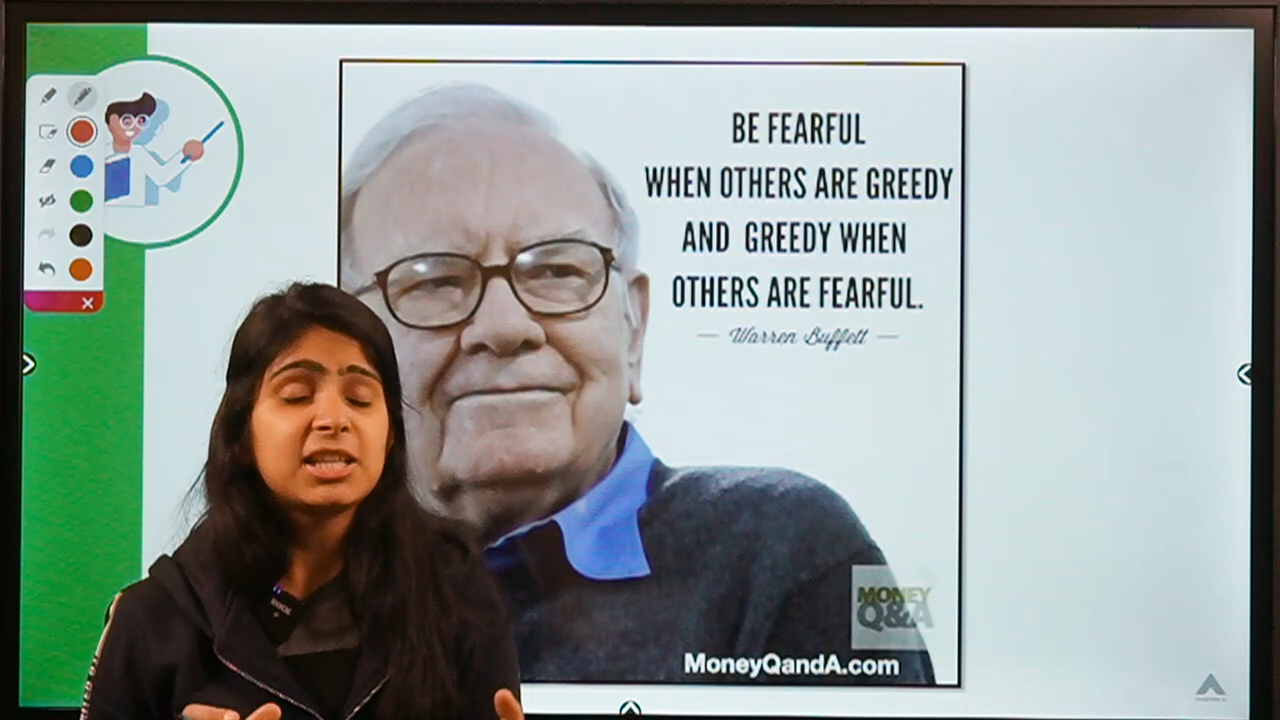 BE FEARFUL
WHEN OTHERS ARE GREEDY
AND GREEDY WHEN
OTHERS ARE FEARFUL.
Warren Buffett
MONEY
Q&A
MoneyQandA.com